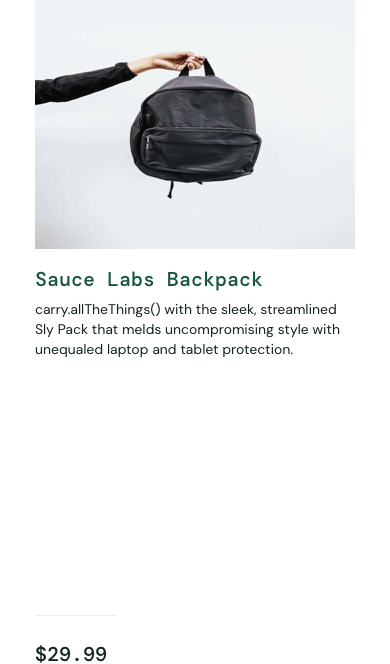 Sauce Labs Backpack
carry.allTheThings() with the sleek, streamlined
Sly Pack that melds uncompromising style with
unequaled laptop and tablet protection.
$29.99